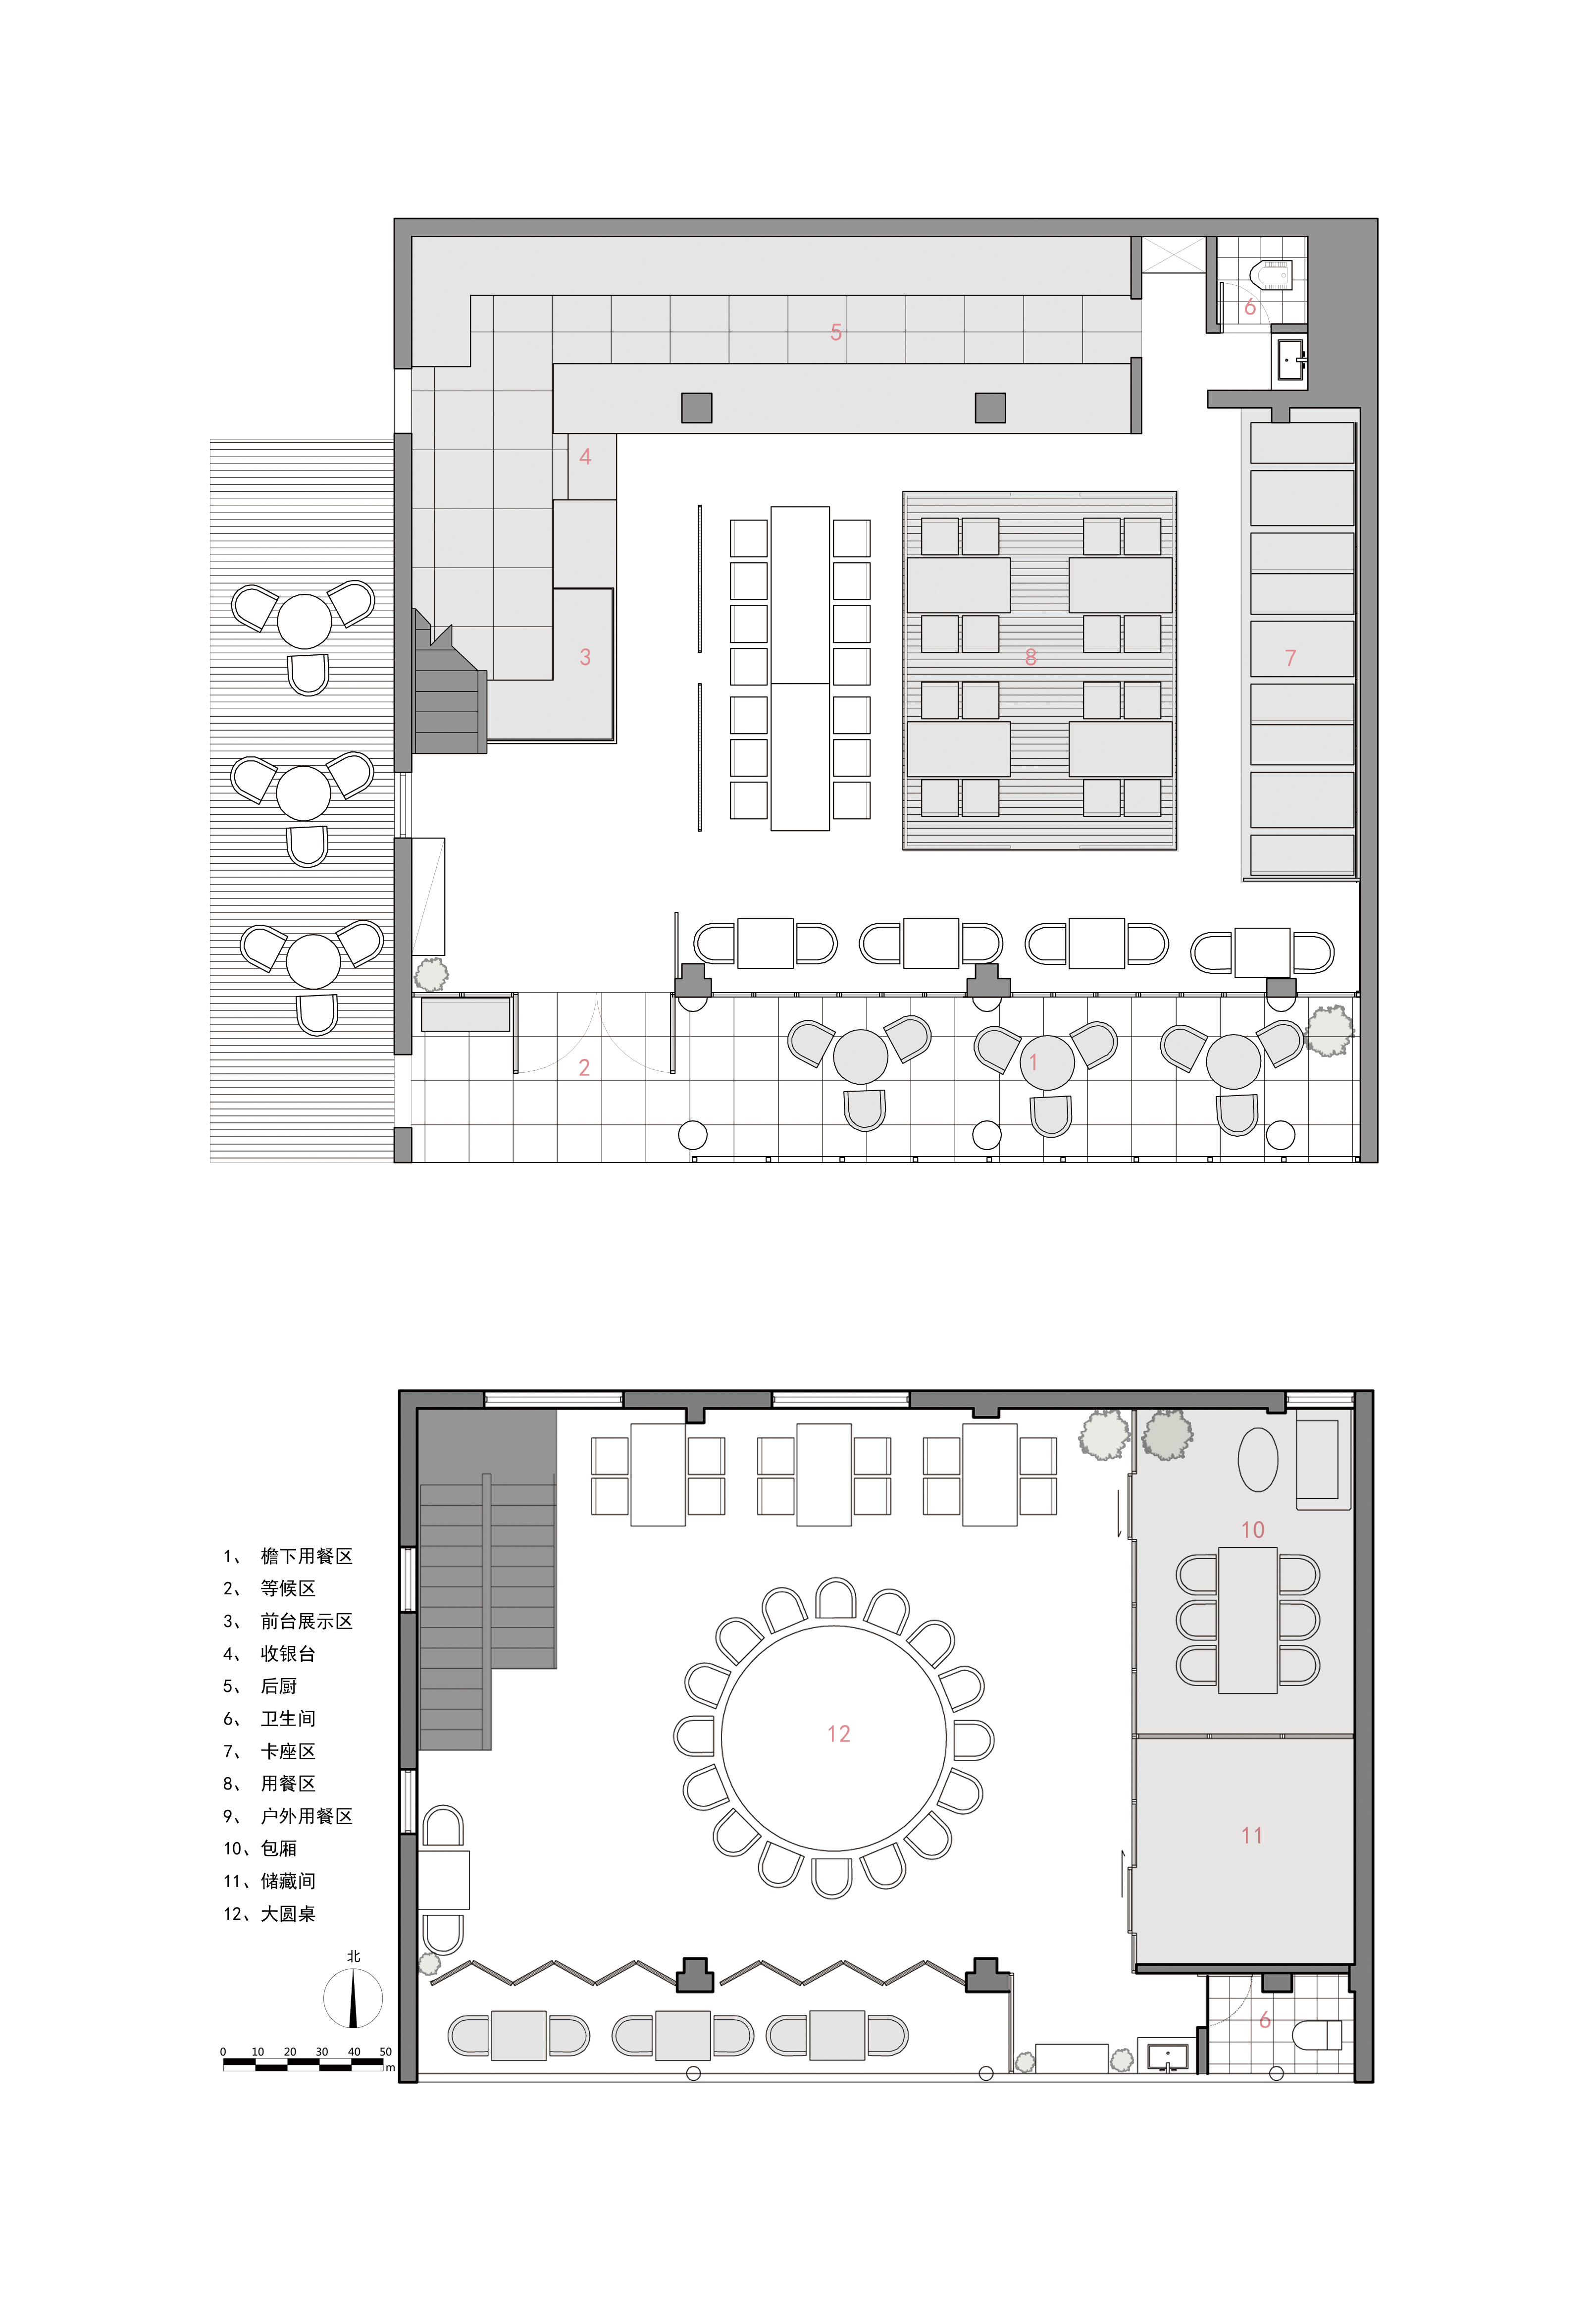 5
6
4
3
8
7
2
1
10
12
11
6
1、 檐下用餐区
2、 等候区
3、 前台展示区
4、 收银台
5、 后厨
6、 卫生间
7、 卡座区
8、 用餐区
9、 户外用餐区
10、包厢
11、储藏间
12、大圆桌
北
0 10 20 30 40 50
m